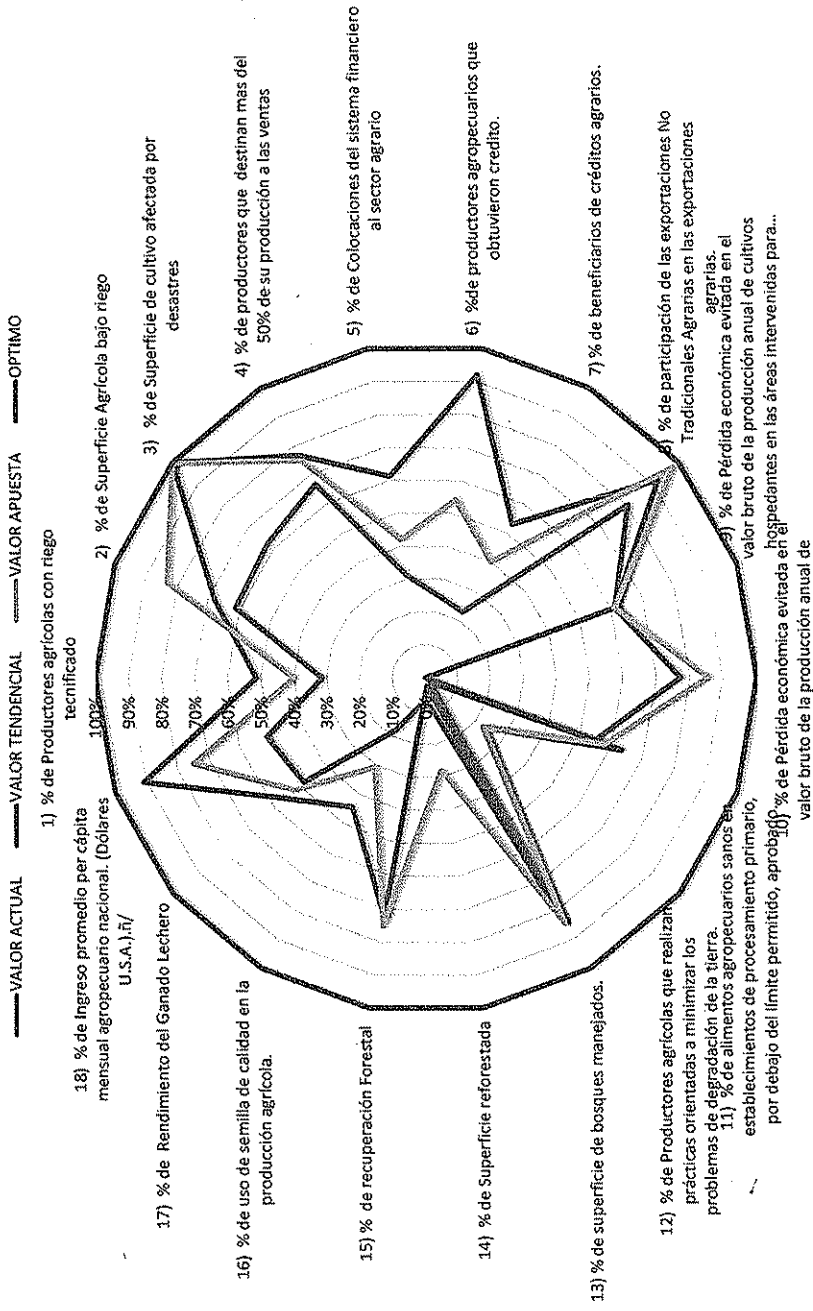 VALOR ACTUAL
VALOR TENDENCIAL
VALOR APUESTA
OPTIMO
1) % de Productores agrícolas con riego
tecnificado
2) % de Superficie Agrícola bajo riego
3) % de Superficie de cultivo afectada por
desastres
4) % de productores que destinan mas del
50% de su producción a las ventas
5) % de Colocaciones del sistema financiero
al sector agrario
6) %de productores agropecuarios que
obtuvieron credito.
7) % de beneficiarios de créditos agrarios.
8) % de participación de las exportaciones No
Tradicionales Agrarias en las exportaciones
agrarias.
9) % de Pérdida económica evitada en el
valor bruto de la producción anual de cultivos
hospedantes en las áreas intervenidas para...
10) % de Pérdida económica evitada en el
valor bruto de la producción anual de
11) % de alimentos agropecuarios sanos en
establecimientos de procesamiento primario,
por debajo del límite permitido, aprobado
12) % de Productores agrícolas que realizan
prácticas orientadas a minimizar los
problemas de degradación de la tierra.
13) % de superficie de bosques manejados.
14) % de Superficie reforestada
15) % de recuperación Forestal
16) % de uso de semilla de calidad en la
producción agrícola.
17) % de Rendimiento del Ganado Lechero
18) % de Ingreso promedio per cápita
mensual agropecuario nacional. (Dólares
U.S.A.).ñ/
100%
90%
80%
70%
60%
50%
40%
30%
20%
10%
0%